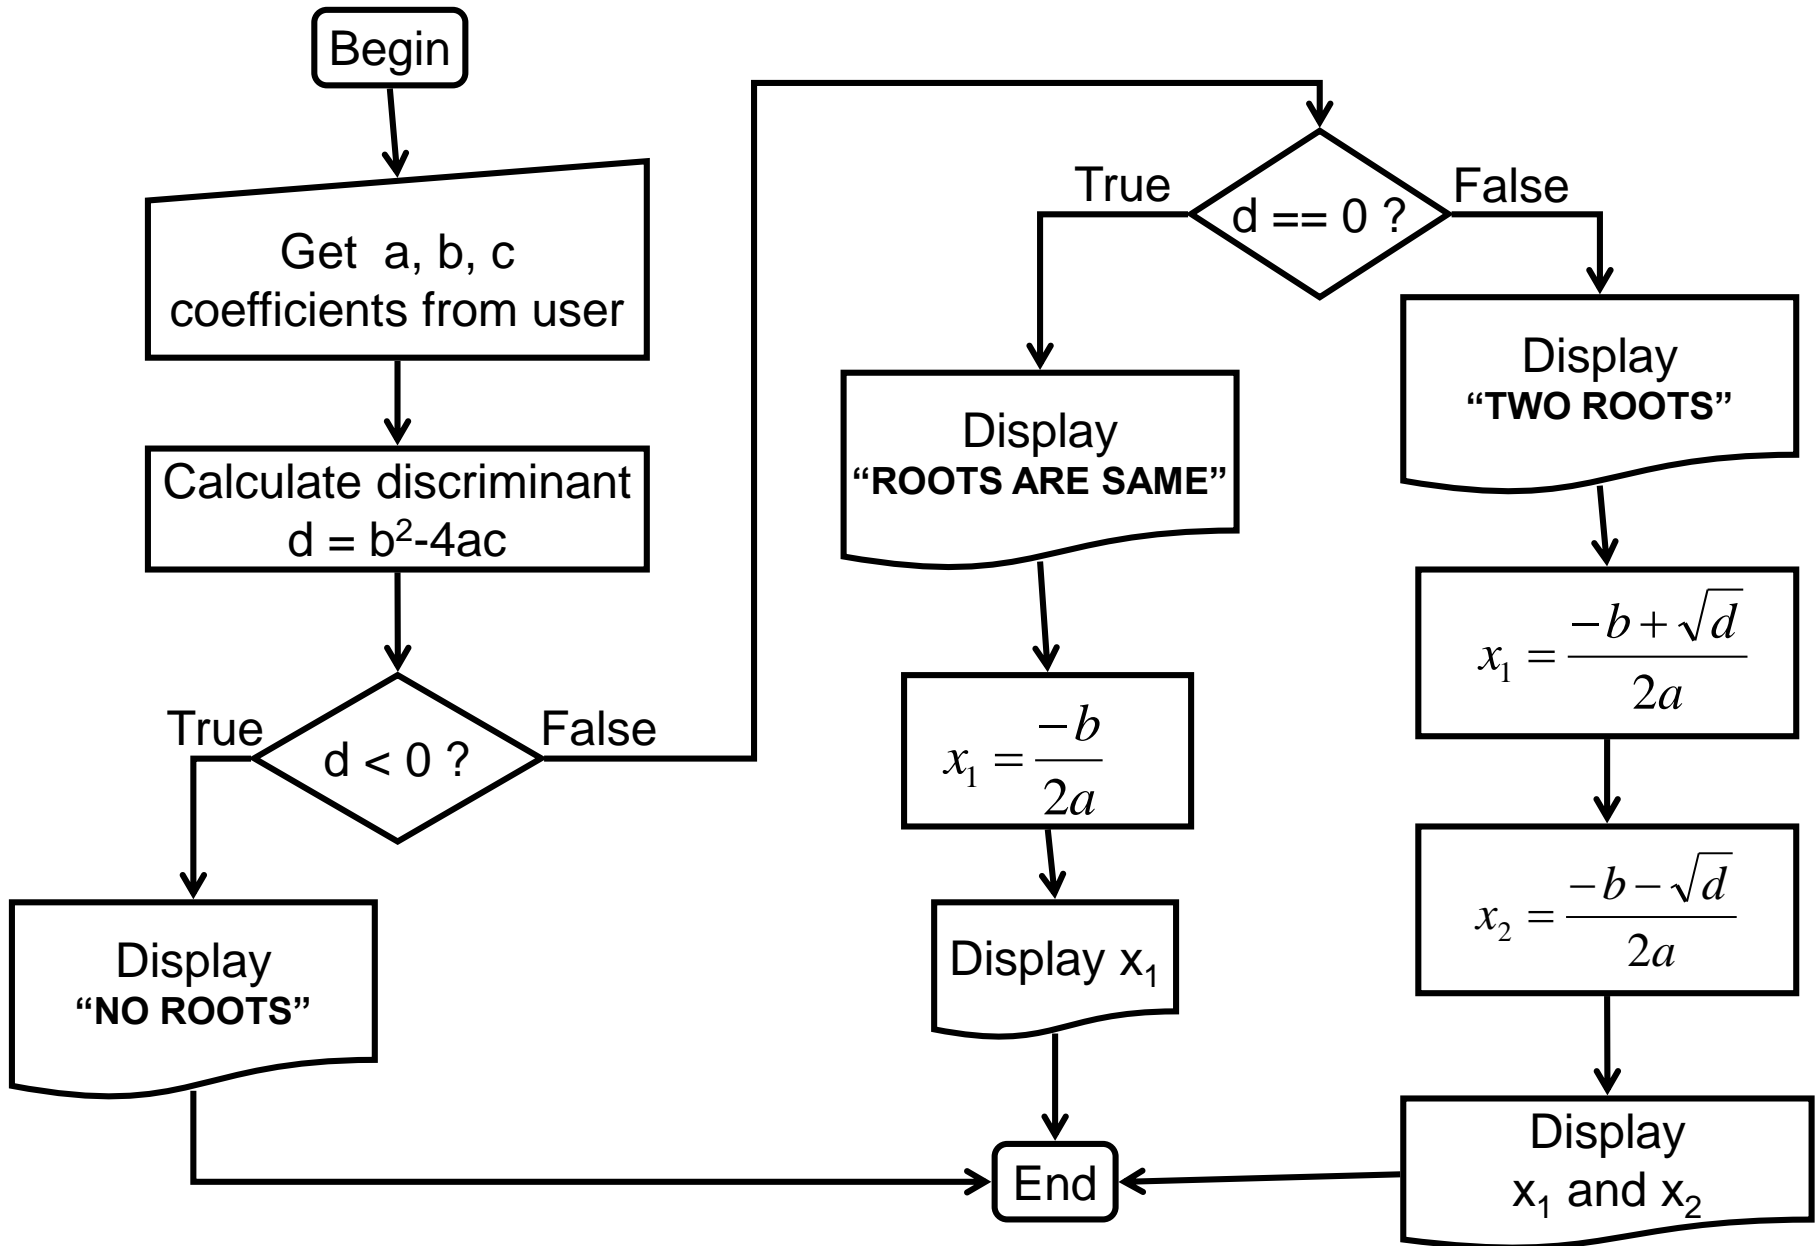 Begin
Get a, b, c
coefficients from user
Calculate discriminant
d = b²-4ac
True
d < 0 ?
False
Display
“NO ROOTS”
True
d == 0 ?
False
Display
“ROOTS ARE SAME”
x₁ = −b / 2a
Display x₁
Display
“TWO ROOTS”
x₁ = −b + √d / 2a
x₂ = −b − √d / 2a
Display
x₁ and x₂
End